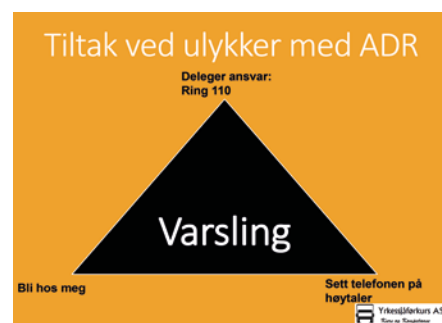 Tiltak ved ulykker med ADR
Deleger ansvar:
Ring 110
Varsling
Bli hos meg
Sett telefonen på
høytaler
Yrkessjåførkurs AS